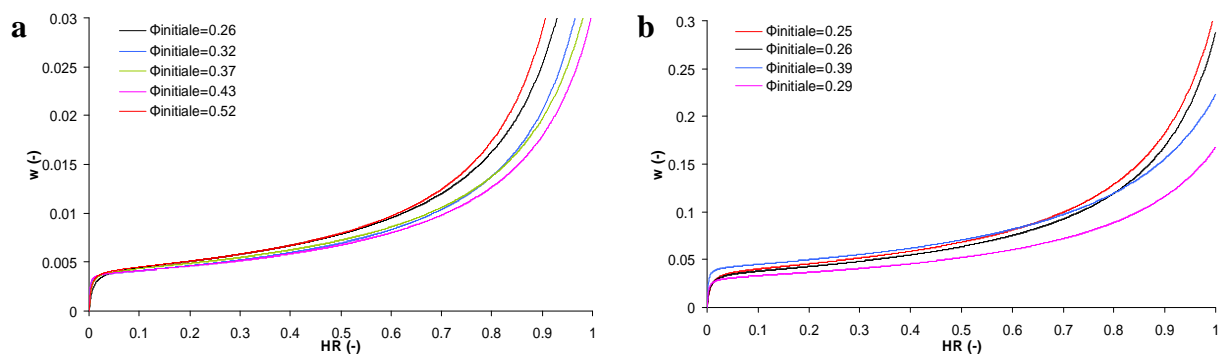 a
Φinitiale=0.26
Φinitiale=0.32
Φinitiale=0.37
Φinitiale=0.43
Φinitiale=0.52
w (-)
0.03
0.025
0.02
0.015
0.01
0.005
0
0 0.1 0.2 0.3 0.4 0.5 0.6 0.7 0.8 0.9 1
HR (-)
b
Φinitiale=0.25
Φinitiale=0.26
Φinitiale=0.39
Φinitiale=0.29
w (-)
0.3
0.25
0.2
0.15
0.1
0.05
0
0 0.1 0.2 0.3 0.4 0.5 0.6 0.7 0.8 0.9 1
HR (-)